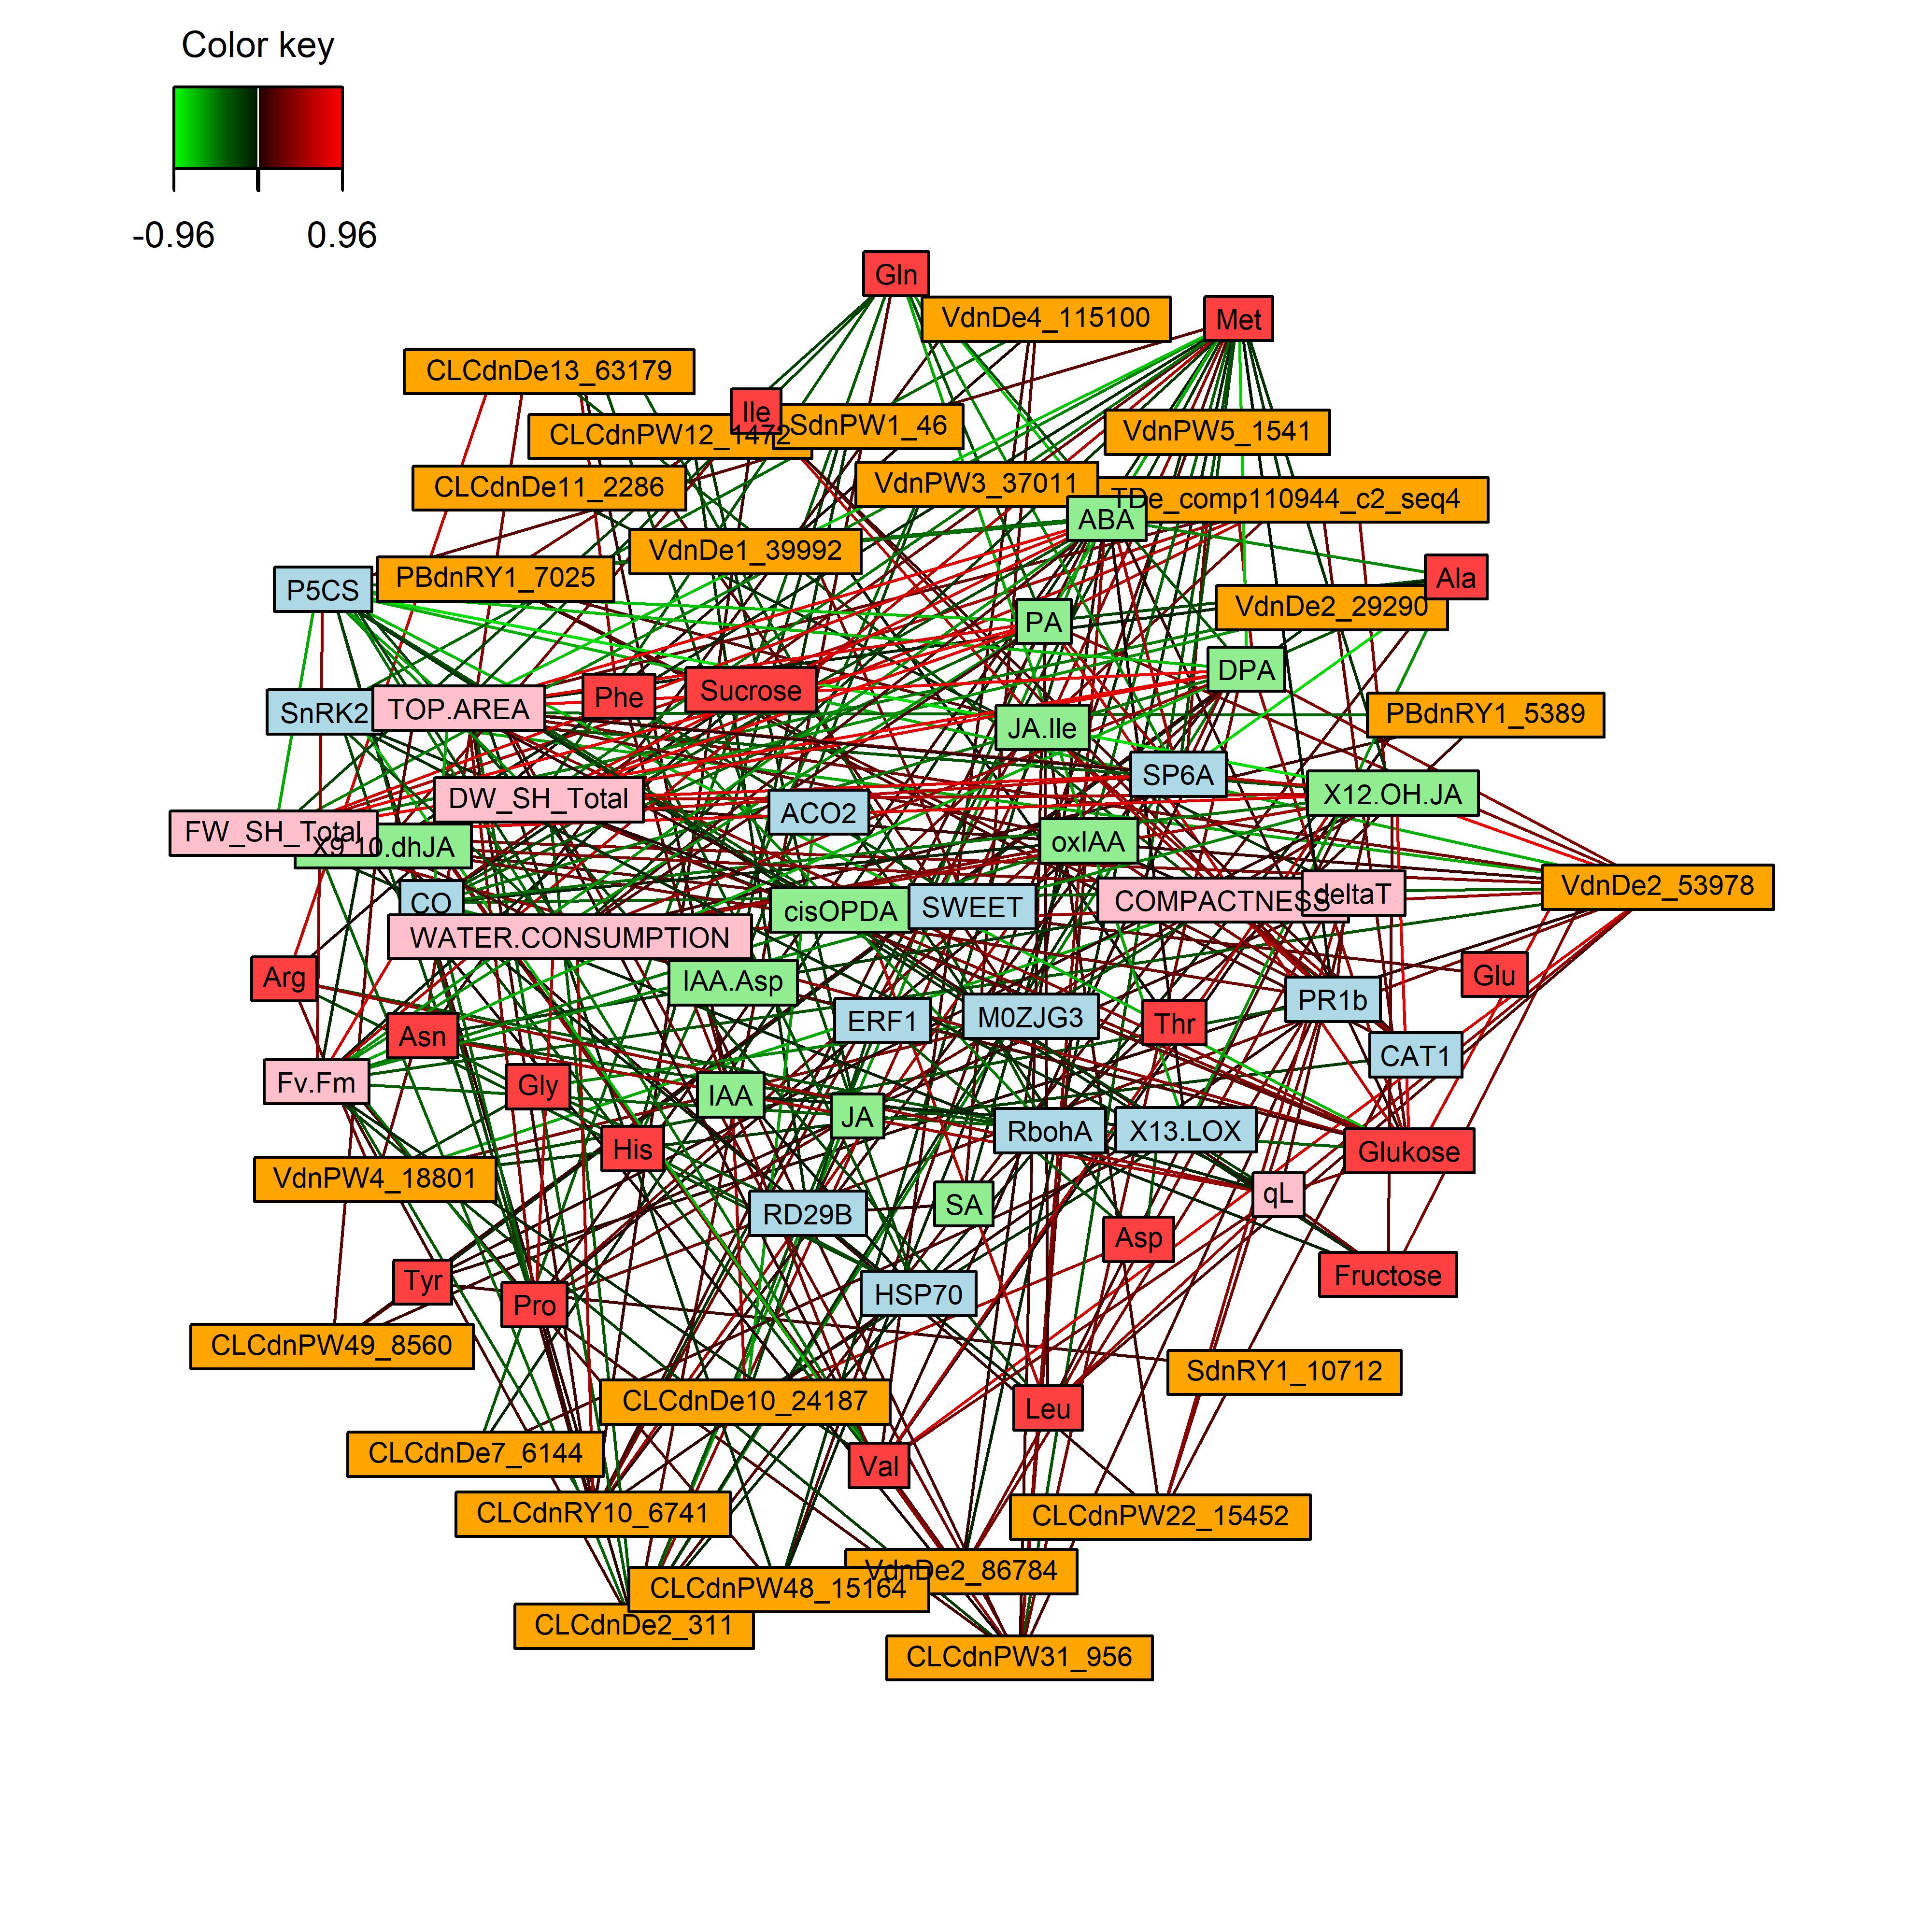 Color key
-0.96 0.96
Gln
VdnDe4_115100
Met
CLCdnDe13_63179
Ile
SdnPW1_46
CLCdnPW12_1472
VdnPW5_1541
CLCdnDe11_2286
VdnPW3_37011
TDe_comp110944_c2_seq4
ABA
VdnDe1_39992
PBdnRY1_7025
Ala
P5CS
VdnDe2_29290
PA
DPA
Phe
Sucrose
SnRK2
TOP.AREA
PBdnRY1_5389
JA.Ile
SP6A
X12.OH.JA
DW_SH_Total
ACO2
FW_SH_Total
X9.10.dhJA
oxIAA
VdnDe2_53978
CO
cisOPDA
SWEET
COMPACTNESS
deltaT
WATER.CONSUMPTION
Arg
IAA.Asp
Glu
PR1b
ERF1
M0ZJG3
Thr
Asn
CAT1
Fv.Fm
Gly
IAA
JA
RbohA
X13.LOX
His
Glukose
VdnPW4_18801
qL
RD29B
SA
Asp
Tyr
Fructose
Pro
HSP70
CLCdnPW49_8560
SdnRY1_10712
CLCdnDe10_24187
Leu
CLCdnDe7_6144
Val
CLCdnRY10_6741
CLCdnPW22_15452
VdnDe2_86784
CLCdnPW48_15164
CLCdnDe2_311
CLCdnPW31_956